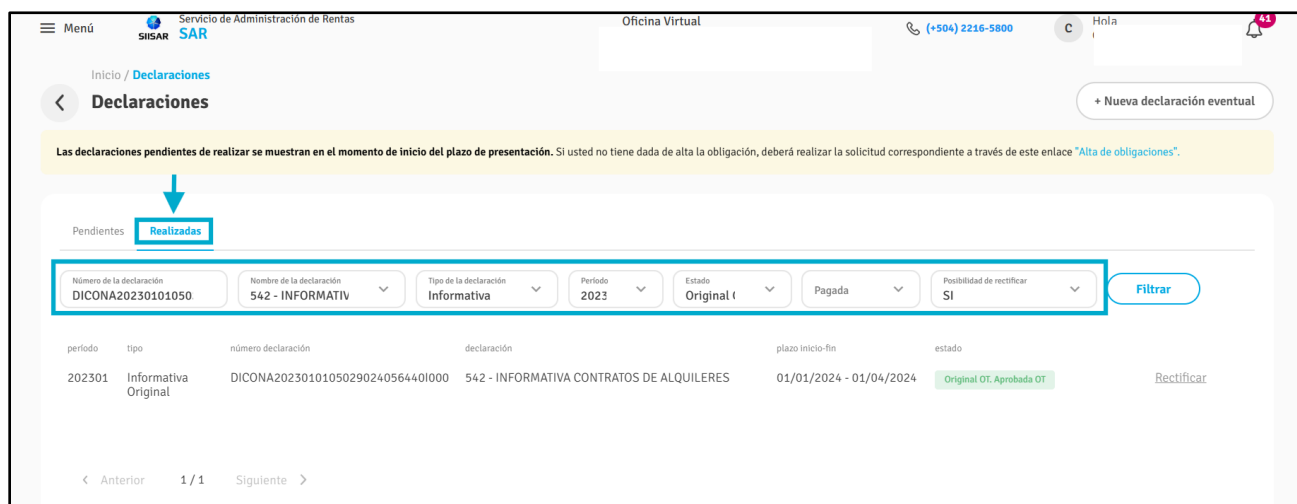 Menú
SIISAR
Servicio de Administración de Rentas
SAR
Oficina Virtual
(+504) 2216-5800
C
Hola
41
Inicio / Declaraciones
Declaraciones
+ Nueva declaración eventual
Las declaraciones pendientes de realizar se muestran en el momento de inicio del plazo de presentación. Si usted no tiene dada de alta la obligación, deberá realizar la solicitud correspondiente a través de este enlace "Alta de obligaciones".
Pendientes Realizadas
Número de la declaración
DICONA20230101050
Nombre de la declaración
542 - INFORMATIV
Tipo de la declaración
Informativa
Período
2023
Estado
Original (
Pagada
Posibilidad de rectificar
SI
Filtrar
período tipo número declaración declaración plazo inicio-fin estado
202301 Informativa Original DICONA2023010105029024056440I000 542 - INFORMATIVA CONTRATOS DE ALQUILERES 01/01/2024 - 01/04/2024 Original OT. Aprobada OT Rectificar
Anterior 1 / 1 Siguiente